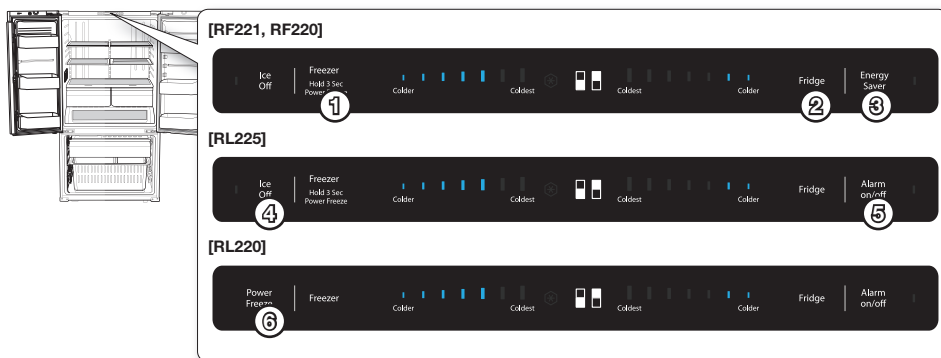 [RF221, RF220]
Ice
Off
Freezer
Hold 3 Sec
Power
Colder
Coldest
Coldest
Colder
Fridge
Energy
Saver
1
2
3
[RL225]
Ice
Off
Freezer
Hold 3 Sec
Power Freeze
Colder
Coldest
Coldest
Colder
Fridge
Alarm
on/off
4
5
[RL220]
Power
Freeze
Freezer
Colder
Coldest
Coldest
Colder
Fridge
Alarm
on/off
6